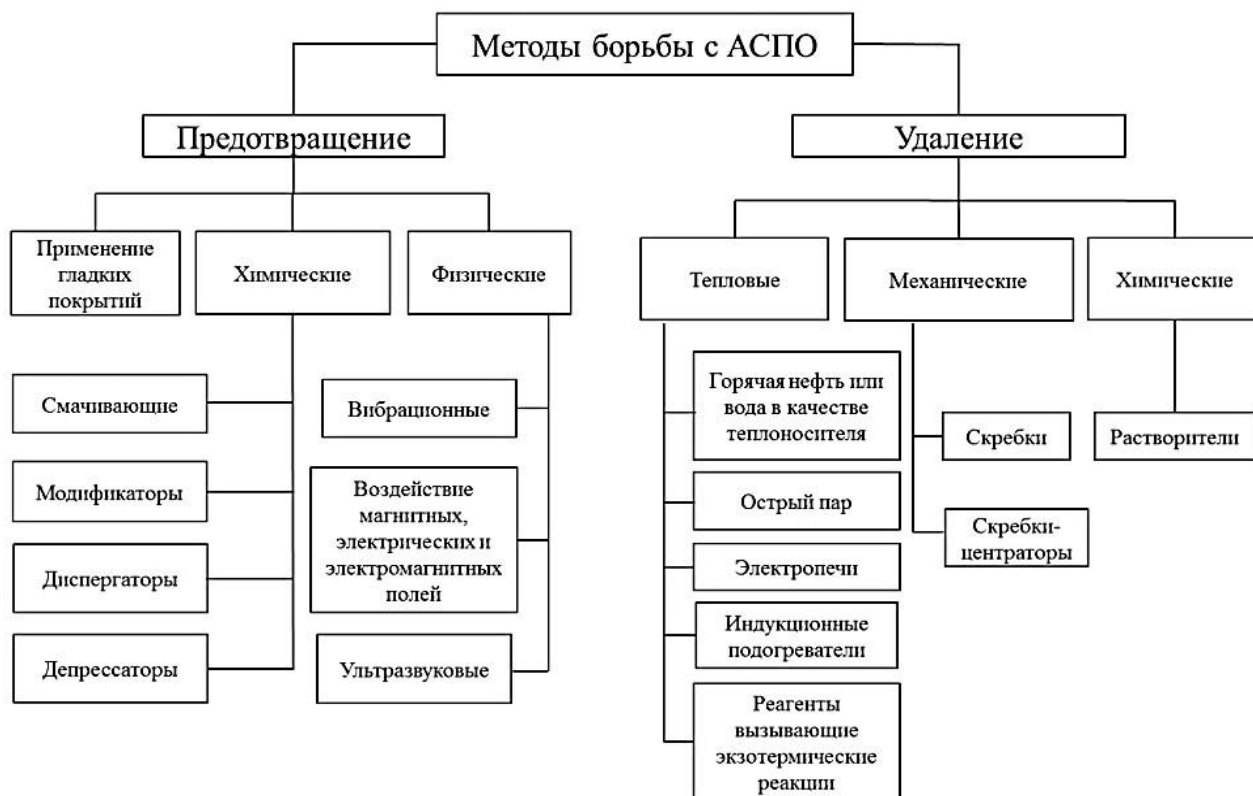 Методы борьбы с АСПО
Предотвращение
Удаление
Применение
гладких
покрытий
Химические
Физические
Тепловые
Механические
Химические
Смачивающие
Модификаторы
Диспергаторы
Депрессаторы
Вибрационные
Воздействие
магнитных,
электрических и
электромагнитных
полей
Ультразвуковые
Горячая нефть или
вода в качестве
теплоносителя
Острый пар
Электропечи
Индукционные
подогреватели
Реагенты
вызывающие
экзотермические
реакции
Скребки
Скребки-
центраторы
Растворители